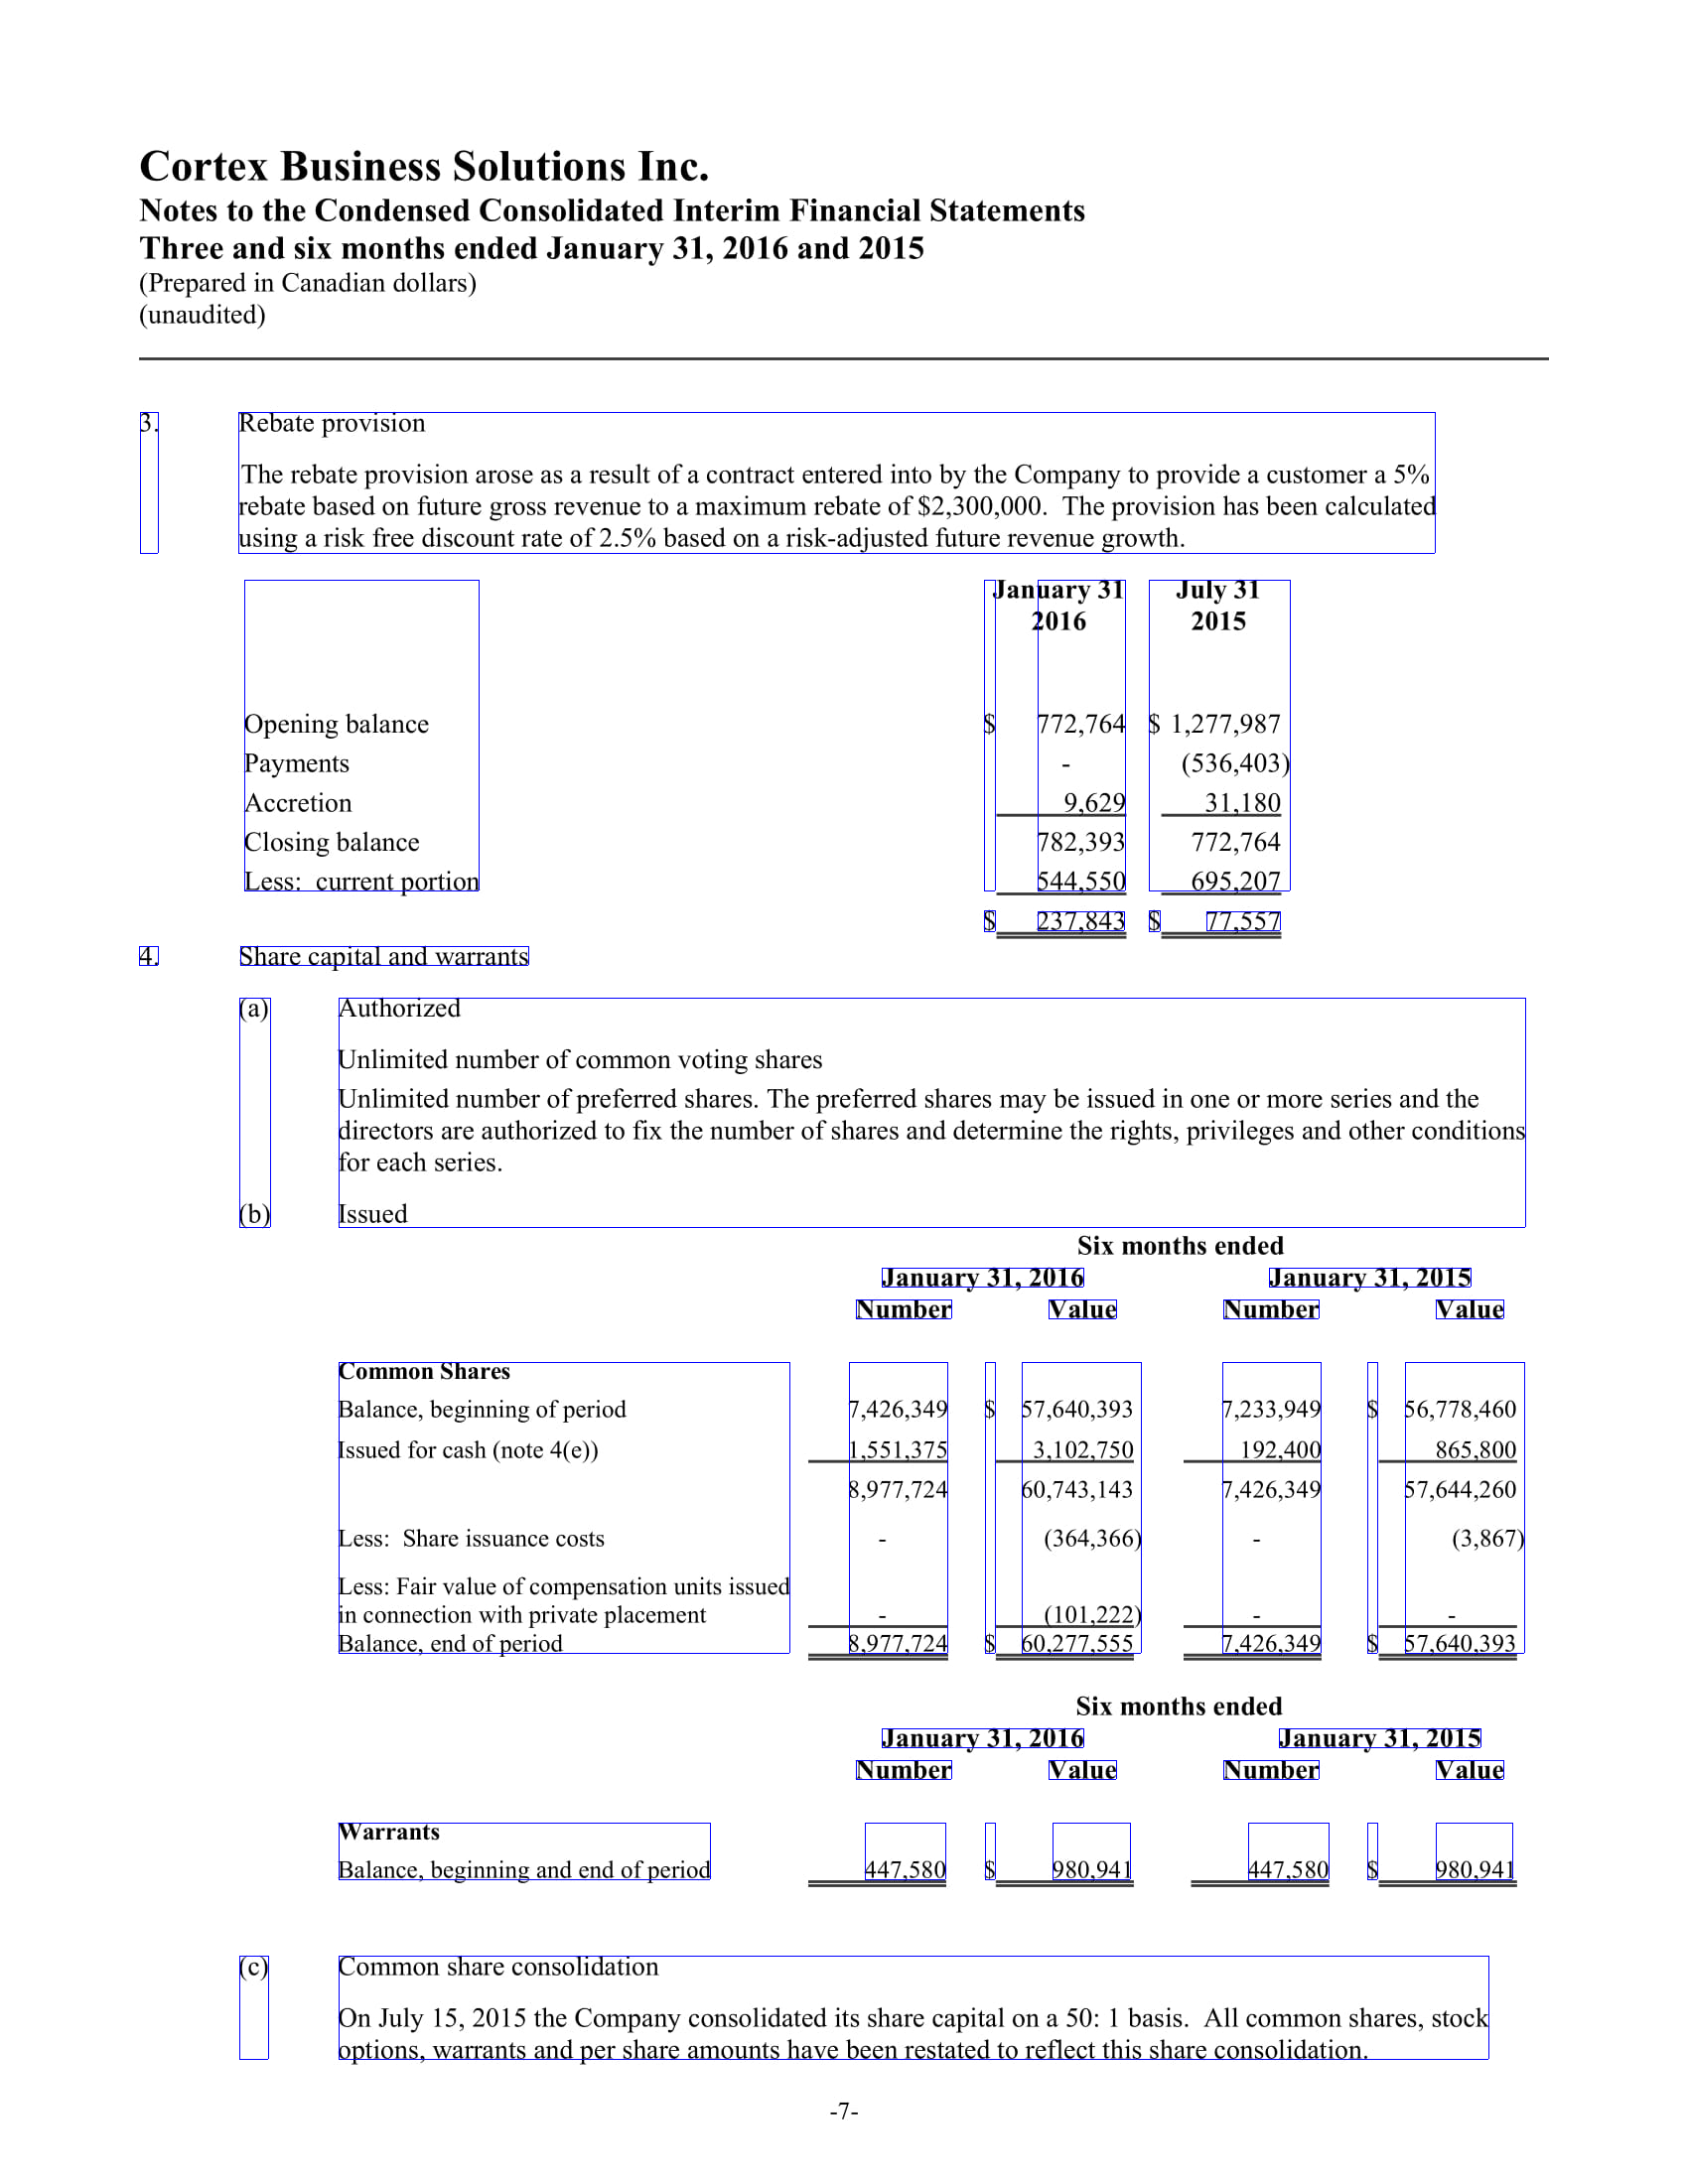 Cortex Business Solutions Inc.
Notes to the Condensed Consolidated Interim Financial Statements
Three and six months ended January 31, 2016 and 2015
(Prepared in Canadian dollars)
(unaudited)
3. Rebate provision
The rebate provision arose as a result of a contract entered into by the Company to provide a customer a 5%
rebate based on future gross revenue to a maximum rebate of $2,300,000. The provision has been calculated
using a risk free discount rate of 2.5% based on a risk-adjusted future revenue growth.
January 31 July 31
2016 2015
Opening balance $ 772,764 $ 1,277,987
Payments - (536,403)
Accretion 9,629 31,180
Closing balance 782,393 772,764
Less: current portion 544,550 695,207
$ 237,843 $ 77,557
4. Share capital and warrants
(a) Authorized
Unlimited number of common voting shares
Unlimited number of preferred shares. The preferred shares may be issued in one or more series and the
directors are authorized to fix the number of shares and determine the rights, privileges and other conditions
for each series.
(b) Issued
Six months ended
January 31, 2016 January 31, 2015
Number Value Number Value
Common Shares
Balance, beginning of period 7,426,349 $ 57,640,393 7,233,949 $ 56,778,460
Issued for cash (note 4(e)) 1,551,375 3,102,750 192,400 865,800
8,977,724 60,743,143 7,426,349 57,644,260
Less: Share issuance costs - (364,366) - (3,867)
Less: Fair value of compensation units issued
in connection with private placement - (101,222) - -
Balance, end of period 8,977,724 $ 60,277,555 7,426,349 $ 57,640,393
Six months ended
January 31, 2016 January 31, 2015
Number Value Number Value
Warrants
Balance, beginning and end of period 447,580 $ 980,941 447,580 $ 980,941
(c) Common share consolidation
On July 15, 2015 the Company consolidated its share capital on a 50: 1 basis. All common shares, stock
options, warrants and per share amounts have been restated to reflect this share consolidation.
-7-